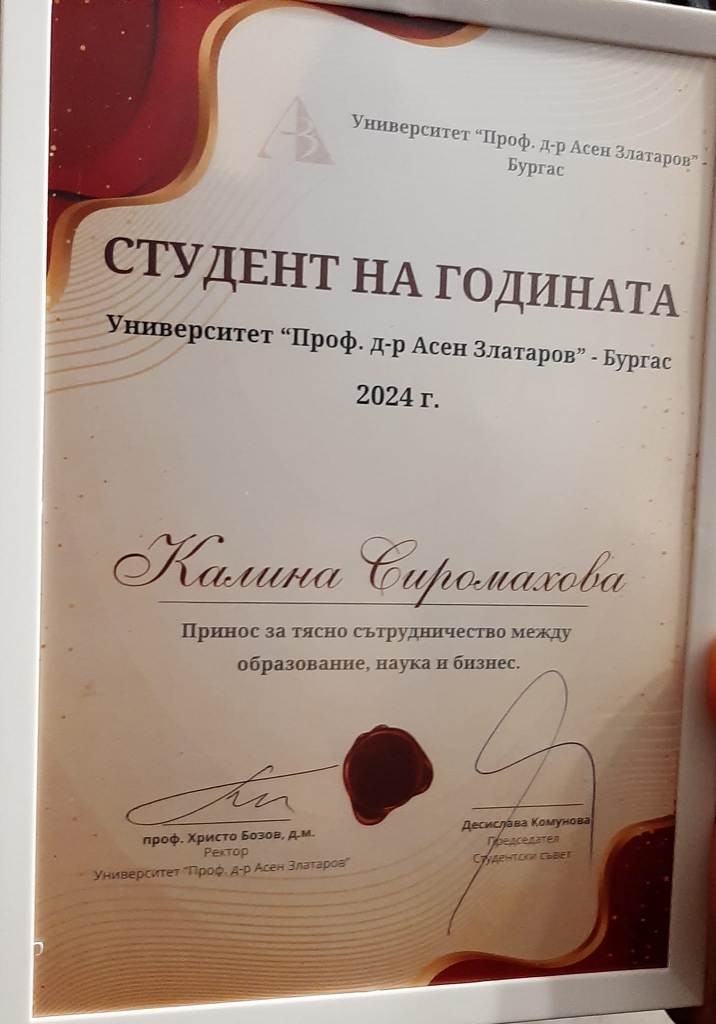 Университет “Проф. д-р Асен Златаров” -
Бургас
СТУДЕНТ НА ГОДИНАТА
Университет “Проф. д-р Асен Златаров” - Бургас
2024 г.
Калина Сиромахова
Принос за тясно сътрудничество между
образование, наука и бизнес.
проф. Христо Бозов, д.м.
Ректор
Университет “Проф. д-р Асен Златаров”
Десислава Комунова
Председател
Студентски съвет